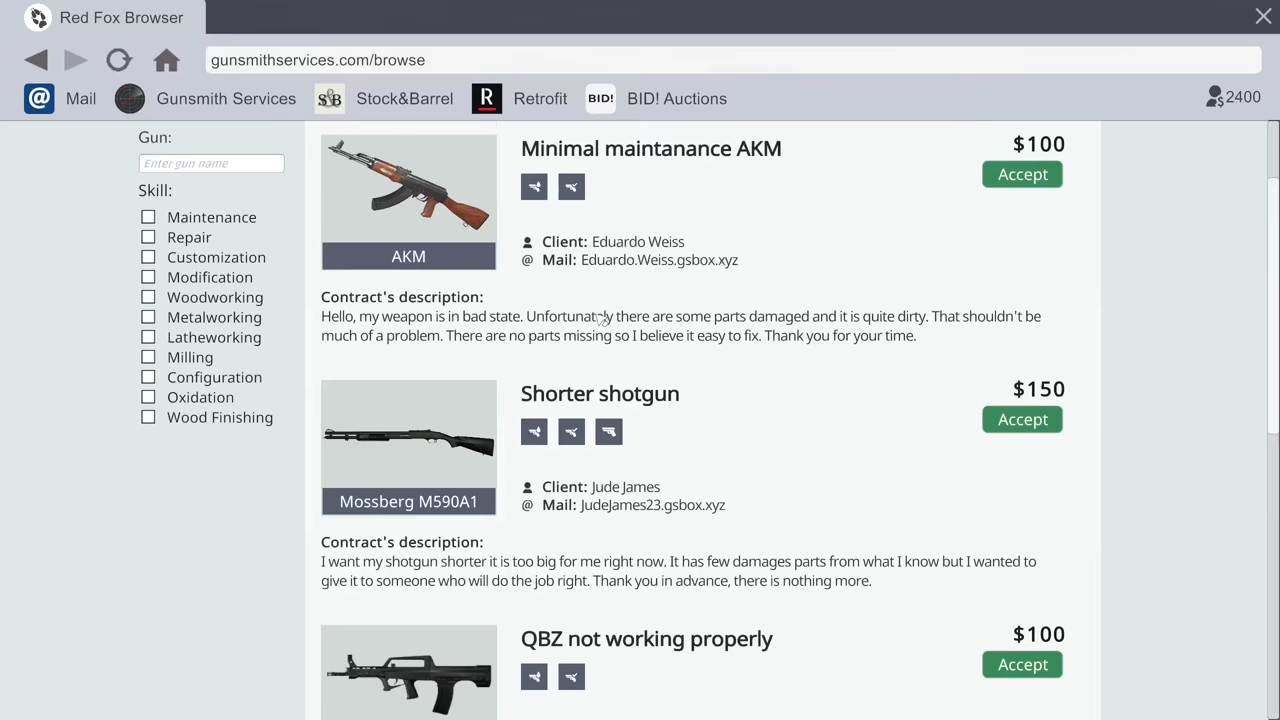 Red Fox Browser
gunsmithservices.com/browse
@ Mail Gunsmith Services S&B Stock&Barrel R Retrofit BID! BID! Auctions 2400
Gun:
Enter gun name
Skill:
Maintenance
Repair
Customization
Modification
Woodworking
Metalworking
Latheworking
Milling
Configuration
Oxidation
Wood Finishing
AKM
Minimal maintanance AKM
$100
Accept
Client: Eduardo Weiss
@ Mail: Eduardo.Weiss.gsbox.xyz
Contract's description:
Hello, my weapon is in bad state. Unfortunatly there are some parts damaged and it is quite dirty. That shouldn't be
much of a problem. There are no parts missing so I believe it easy to fix. Thank you for your time.
Mossberg M590A1
Shorter shotgun
$150
Accept
Client: Jude James
@ Mail: JudeJames23.gsbox.xyz
Contract's description:
I want my shotgun shorter it is too big for me right now. It has few damages parts from what I know but I wanted to
give it to someone who will do the job right. Thank you in advance, there is nothing more.
QBZ not working properly
$100
Accept